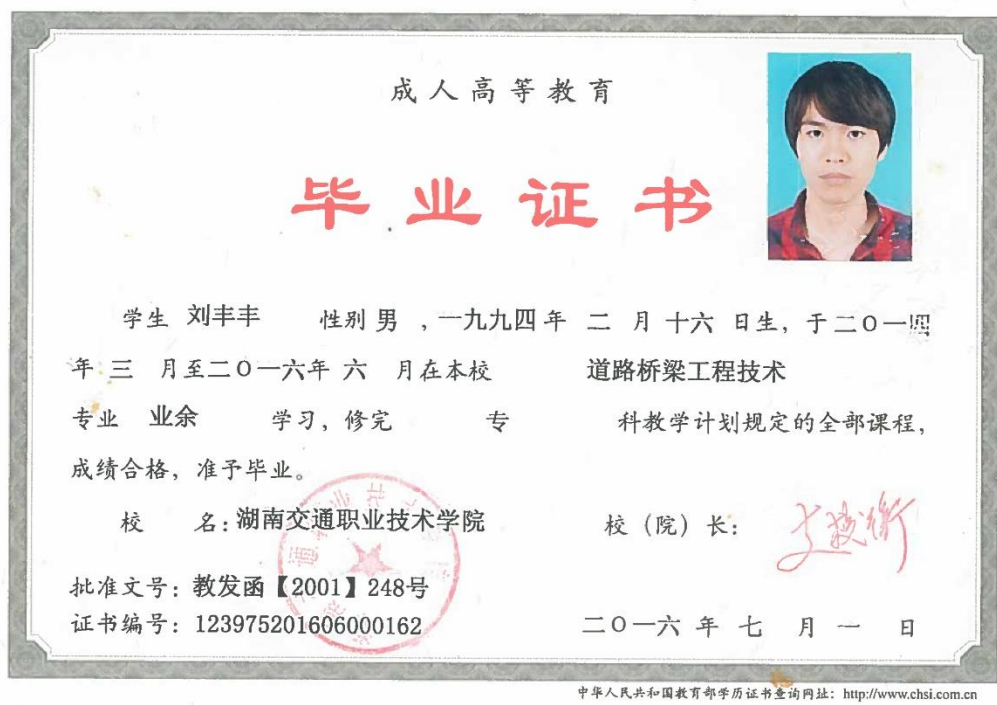 成人高等教育
毕业证书
学生 刘丰丰 性别 男 ,一九九四 年 二 月 十六 日生, 于二〇一四
年 三 月至二〇一六年 六 月在本校 道路桥梁工程技术
专业 业余 学习, 修完 专 科教学计划规定的全部课程,
成绩合格, 准予毕业。
校 名: 湖南交通职业技术学院 校（院）长:
批准文号: 教发函【2001】248号
证书编号: 123975201606000162 二〇一六 年 七 月 一 日
中华人民共和国教育部学历证书查询网址: http://www.chsi.com.cn